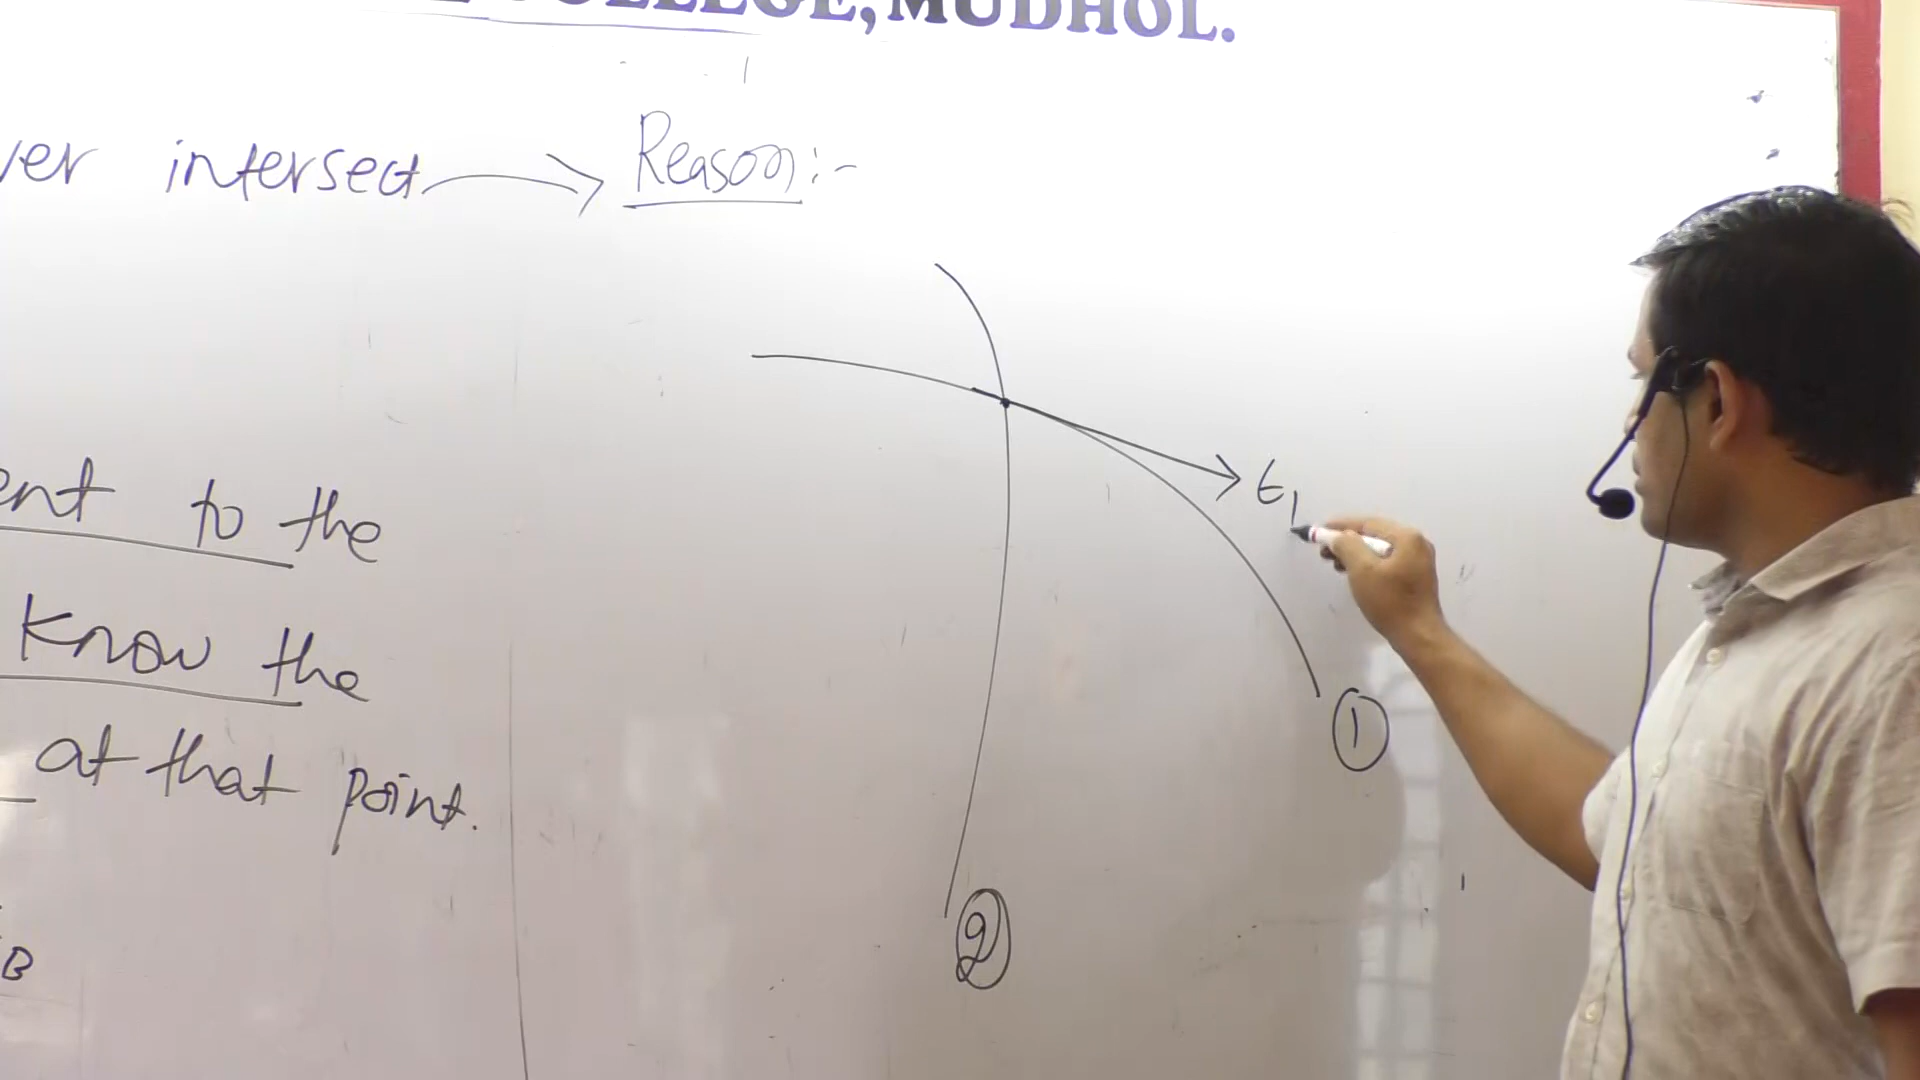 COLLEGE, MUDHOL.
ver intersect → Reason:-
ent to the
know the
at that point.
E1
1
2
B